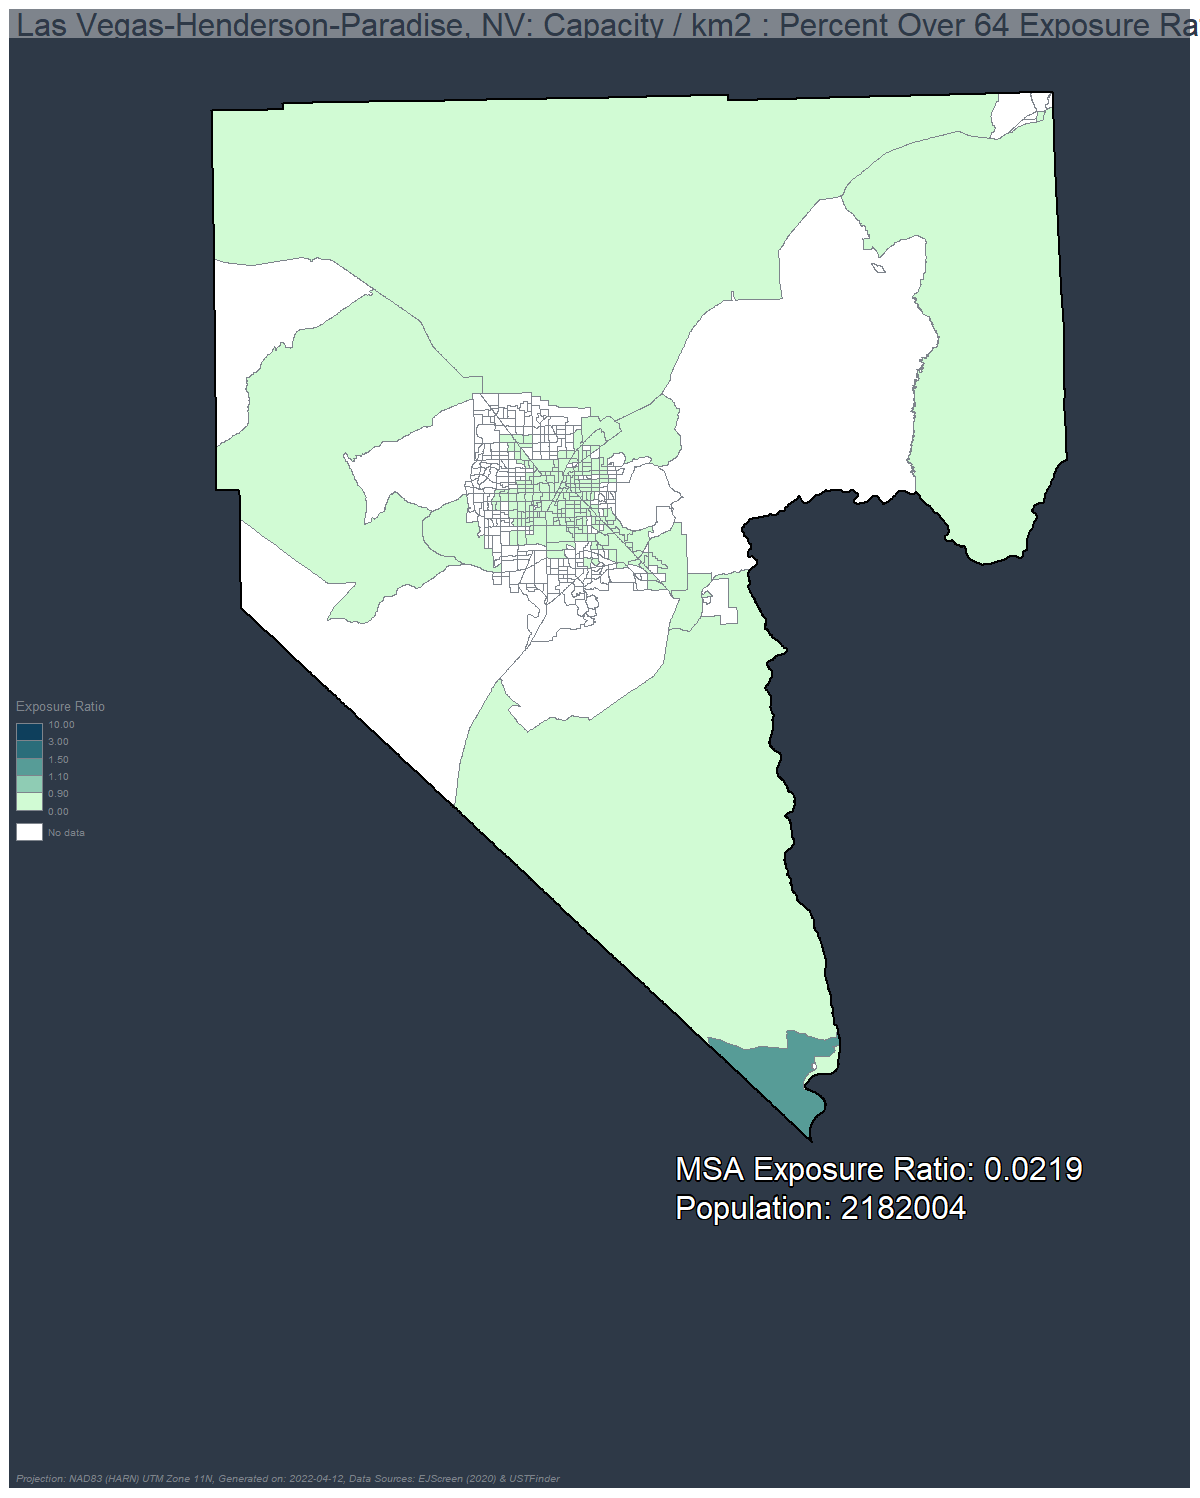 Las Vegas-Henderson-Paradise, NV: Capacity / km2 : Percent Over 64 Exposure Ra
Exposure Ratio
10.00
3.00
1.50
1.10
0.90
0.00
No data
MSA Exposure Ratio: 0.0219
Population: 2182004
Projection: NAD83 (HARN) UTM Zone 11N, Generated on: 2022-04-12, Data Sources: EJScreen (2020) & USTFinder